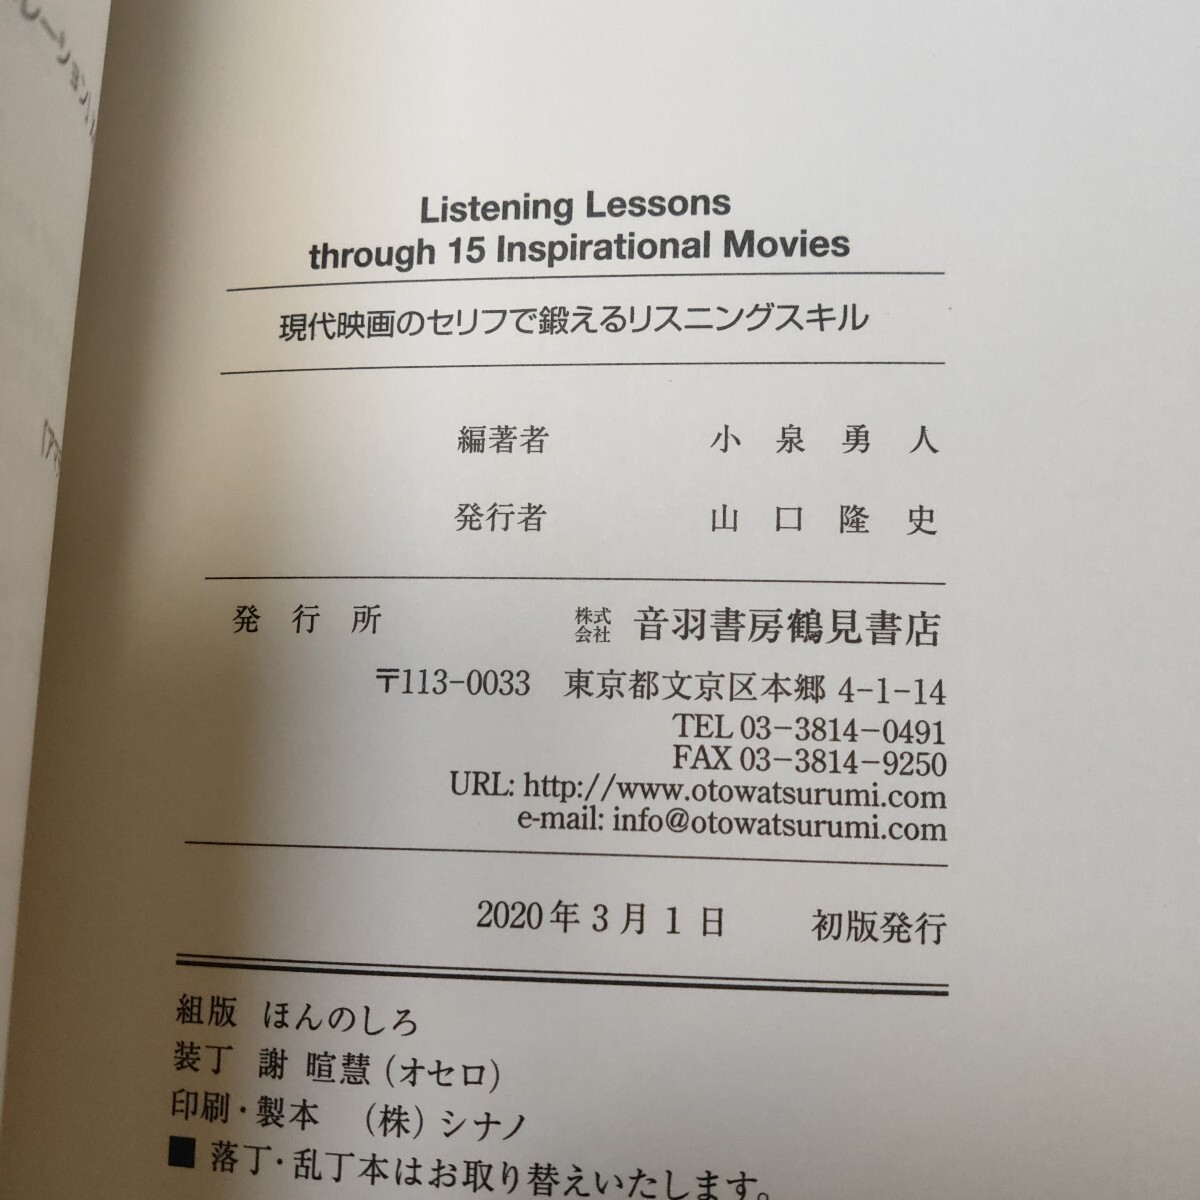 Listening Lessons
through 15 Inspirational Movies
現代映画のセリフで鍛えるリスニングスキル
編著者 小泉勇人
発行者 山口隆史
発行所 株式会社 音羽書房鶴見書店
〒113-0033 東京都文京区本郷 4-1-14
TEL 03-3814-0491
FAX 03-3814-9250
URL: http://www.otowatsurumi.com
e-mail: info@otowatsurumi.com
2020年3月1日 初版発行
組版 ほんのしろ
装丁 謝 暄慧 (オセロ)
印刷・製本 (株) シナノ
■ 落丁・乱丁本はお取り替えいたします。